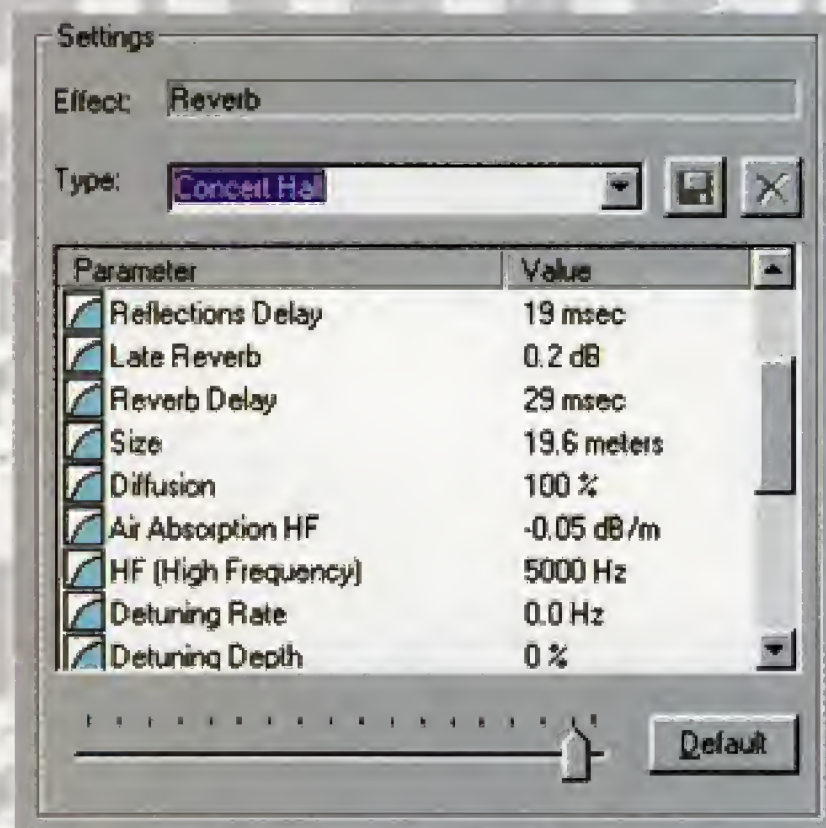 Settings
Effect: Reverb
Type: Concert Hall
Parameter Value
Reflections Delay 19 msec
Late Reverb 0.2 dB
Reverb Delay 29 msec
Size 19.6 meters
Diffusion 100 %
Air Absorption HF -0.05 dB/m
HF (High Frequency) 5000 Hz
Detuning Rate 0.0 Hz
Detuning Depth 0 %
Default